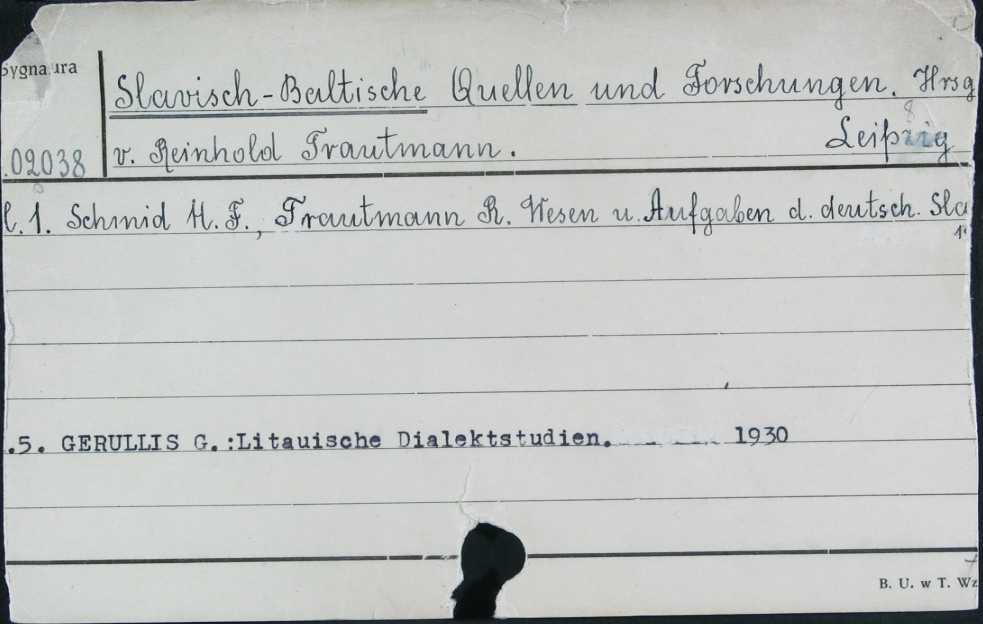 Sygnatura
Slavisch-Baltische Quellen und Forschungen. Hrsg
8
.02038 v. Reinhold Trautmann. Leipzig
1. Schmid H. F., Trautmann R. Wesen u. Aufgaben d. deutsch. Sla
.5. GERULLIS G.:Litauische Dialektstudien. 1930
B. U. w T. Wz